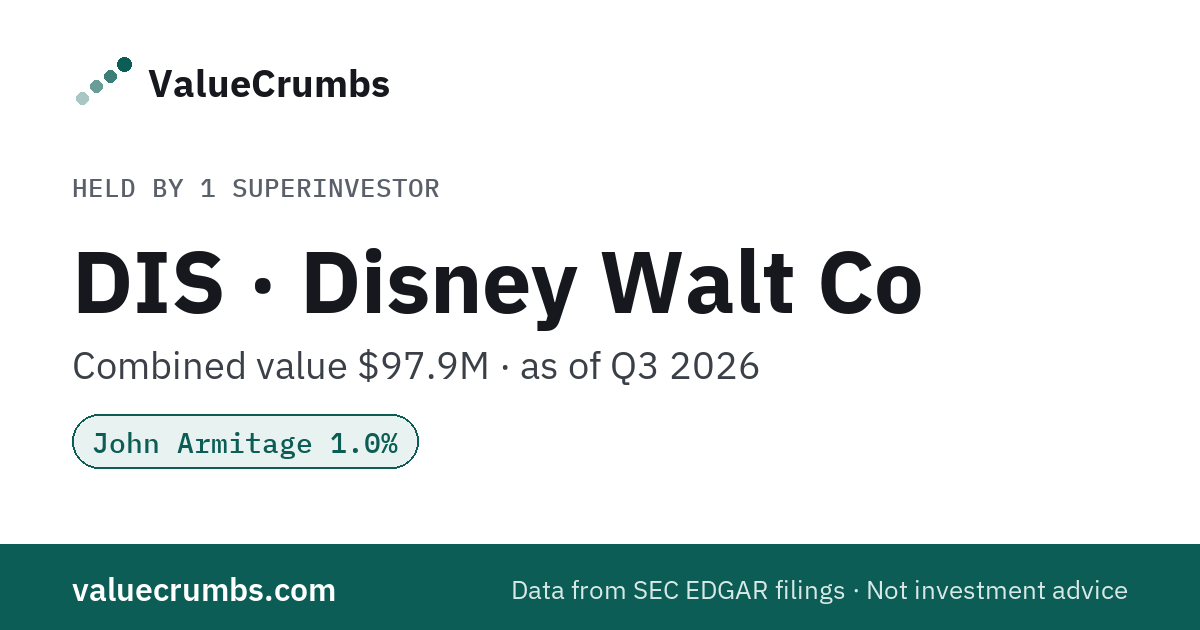 ValueCrumbs
HELD BY 1 SUPERINVESTOR
DIS · Disney Walt Co
Combined value $97.9M · as of Q3 2026
John Armitage 1.0%
valuecrumbs.com
Data from SEC EDGAR filings · Not investment advice